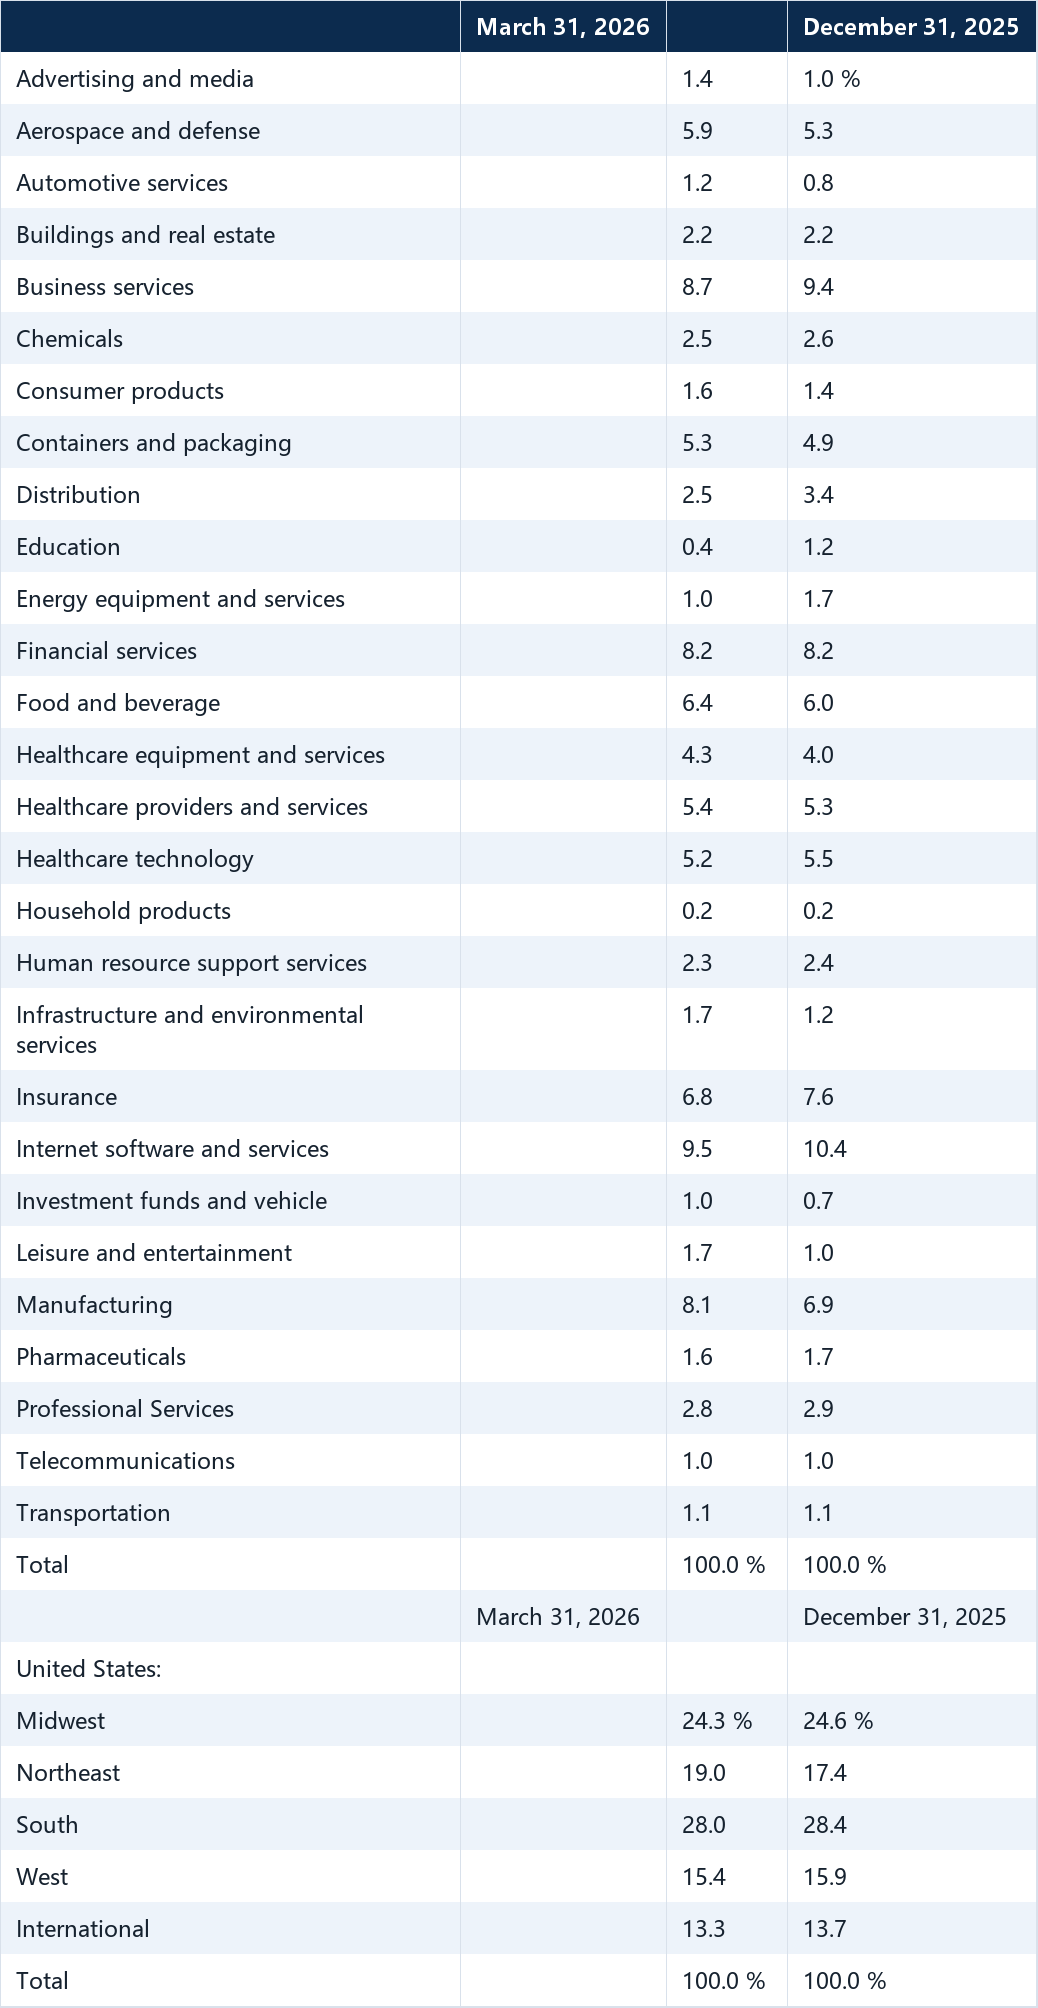 March 31, 2026 December 31, 2025
Advertising and media 1.4 1.0 %
Aerospace and defense 5.9 5.3
Automotive services 1.2 0.8
Buildings and real estate 2.2 2.2
Business services 8.7 9.4
Chemicals 2.5 2.6
Consumer products 1.6 1.4
Containers and packaging 5.3 4.9
Distribution 2.5 3.4
Education 0.4 1.2
Energy equipment and services 1.0 1.7
Financial services 8.2 8.2
Food and beverage 6.4 6.0
Healthcare equipment and services 4.3 4.0
Healthcare providers and services 5.4 5.3
Healthcare technology 5.2 5.5
Household products 0.2 0.2
Human resource support services 2.3 2.4
Infrastructure and environmental 1.7 1.2
services
Insurance 6.8 7.6
Internet software and services 9.5 10.4
Investment funds and vehicle 1.0 0.7
Leisure and entertainment 1.7 1.0
Manufacturing 8.1 6.9
Pharmaceuticals 1.6 1.7
Professional Services 2.8 2.9
Telecommunications 1.0 1.0
Transportation 1.1 1.1
Total 100.0 % 100.0 %
March 31, 2026 December 31, 2025
United States:
Midwest 24.3 % 24.6 %
Northeast 19.0 17.4
South 28.0 28.4
West 15.4 15.9
International 13.3 13.7
Total 100.0 % 100.0 %